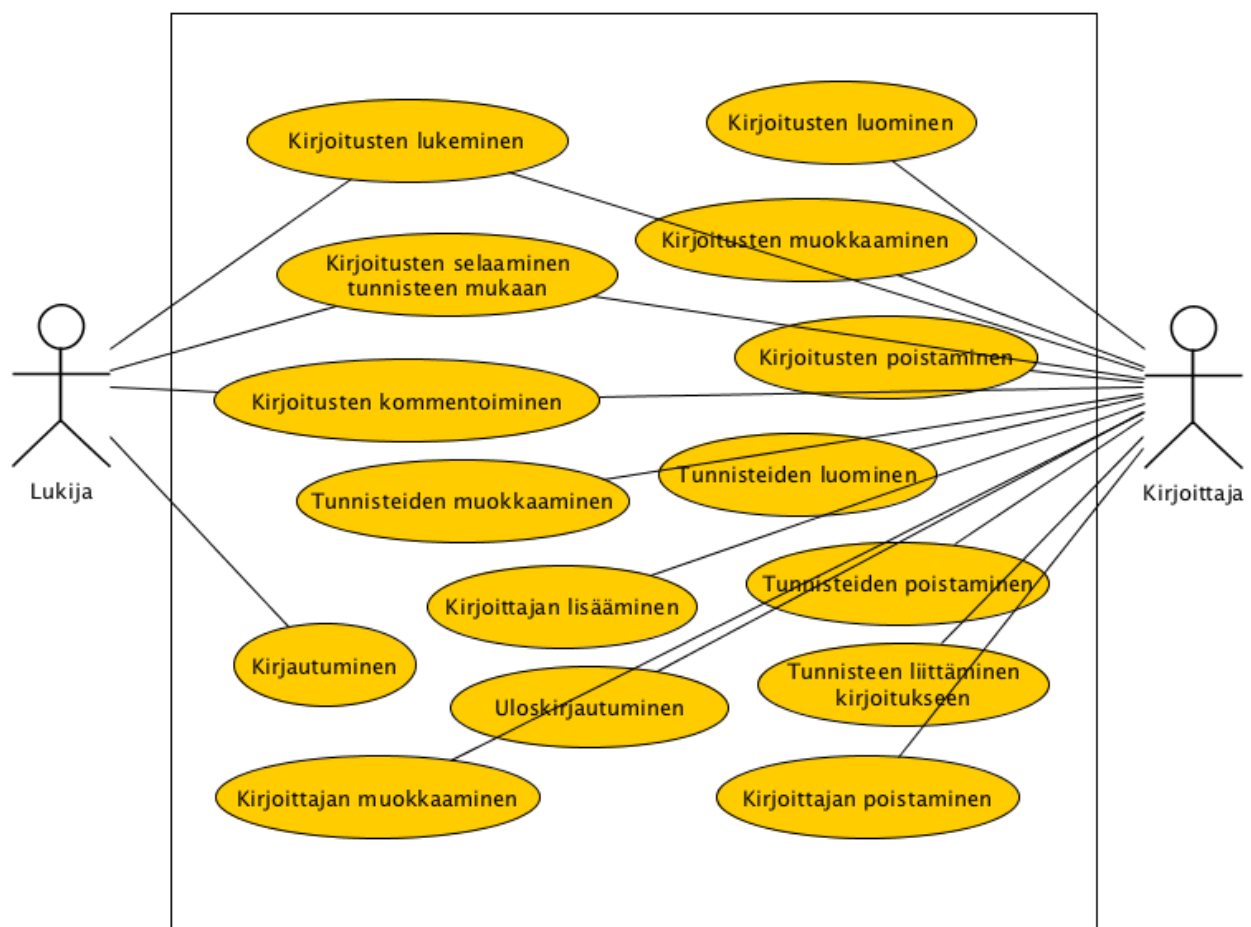 Kirjoitusten luominen
Kirjoitusten lukeminen
Kirjoitusten muokkaaminen
Kirjoitusten selaaminen
tunnisteen mukaan
Kirjoitusten poistaminen
Kirjoitusten kommentoiminen
Lukija
Kirjoittaja
Tunnisteiden luominen
Tunnisteiden muokkaaminen
Tunnisteiden poistaminen
Kirjoittajan lisääminen
Kirjautuminen
Tunnisteen liittäminen
kirjoitukseen
Uloskirjautuminen
Kirjoittajan muokkaaminen
Kirjoittajan poistaminen